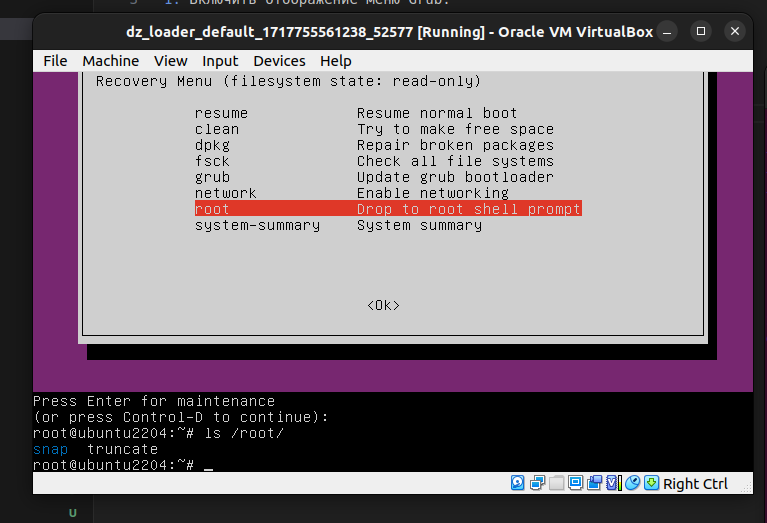 1. Включить отображение меню Grub.
dz_loader_default_1717755561238_52577 [Running] - Oracle VM VirtualBox
File Machine View Input Devices Help
Recovery Menu (filesystem state: read-only)
resume Resume normal boot
clean Try to make free space
dpkg Repair broken packages
fsck Check all file systems
grub Update grub bootloader
network Enable networking
root Drop to root shell prompt
system-summary System summary
<Ok>
Press Enter for maintenance
(or press Control-D to continue):
root@ubuntu2204:~# ls /root/
snap truncate
root@ubuntu2204:~# _
Right Ctrl
u